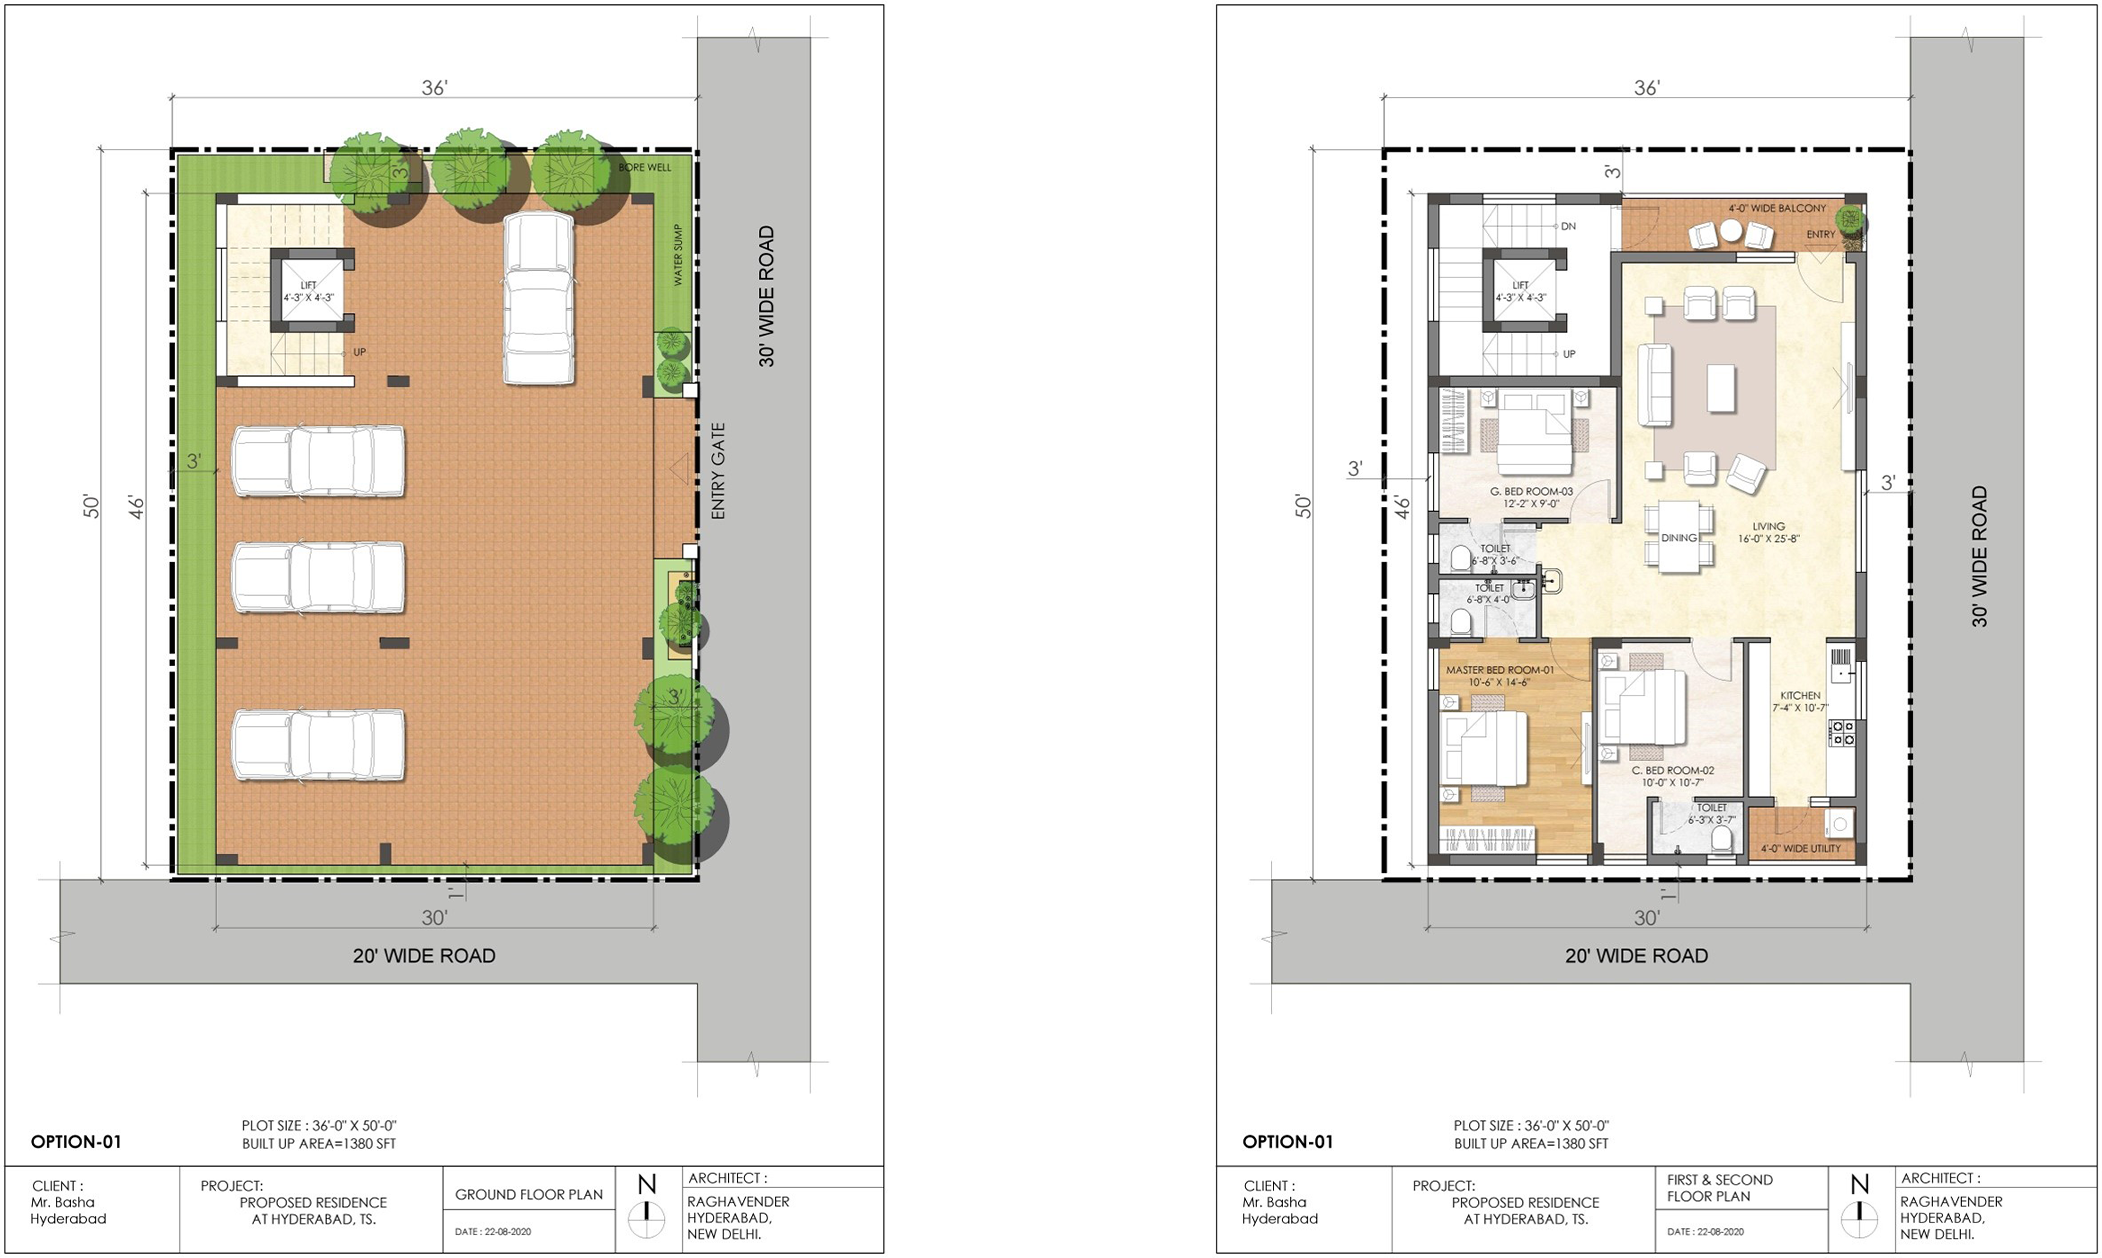 36'
3'
BORE WELL
WATER SUMP
30' WIDE ROAD
LIFT
4'-3" X 4'-3"
UP
ENTRY GATE
3'
50'
46'
3'
1'
30'
20' WIDE ROAD
PLOT SIZE : 36'-0" X 50'-0"
OPTION-01
BUILT UP AREA=1380 SFT
CLIENT :
Mr. Basha
Hyderabad
PROJECT:
PROPOSED RESIDENCE
AT HYDERABAD, TS.
GROUND FLOOR PLAN
DATE : 22-08-2020
N
ARCHITECT :
RAGHAVENDER
HYDERABAD,
NEW DELHI.
36'
3'
4'-0" WIDE BALCONY
DN
ENTRY
LIFT
4'-3" X 4'-3"
UP
3'
G. BED ROOM-03
12'-2" X 9'-0"
3'
50'
46'
LIVING
16'-0" X 25'-8"
DINING
30' WIDE ROAD
TOILET
6'-8"X 3'-6"
TOILET
6'-8"X 4'-0"
MASTER BED ROOM-01
10'-6" X 14'-6"
KITCHEN
7'-4" X 10'-7"
C. BED ROOM-02
10'-0" X 10'-7"
TOILET
6'-3"X 3'-7"
4'-0" WIDE UTILITY
1'
30'
20' WIDE ROAD
PLOT SIZE : 36'-0" X 50'-0"
OPTION-01
BUILT UP AREA=1380 SFT
CLIENT :
Mr. Basha
Hyderabad
PROJECT:
PROPOSED RESIDENCE
AT HYDERABAD, TS.
FIRST & SECOND
FLOOR PLAN
DATE : 22-08-2020
N
ARCHITECT :
RAGHAVENDER
HYDERABAD,
NEW DELHI.